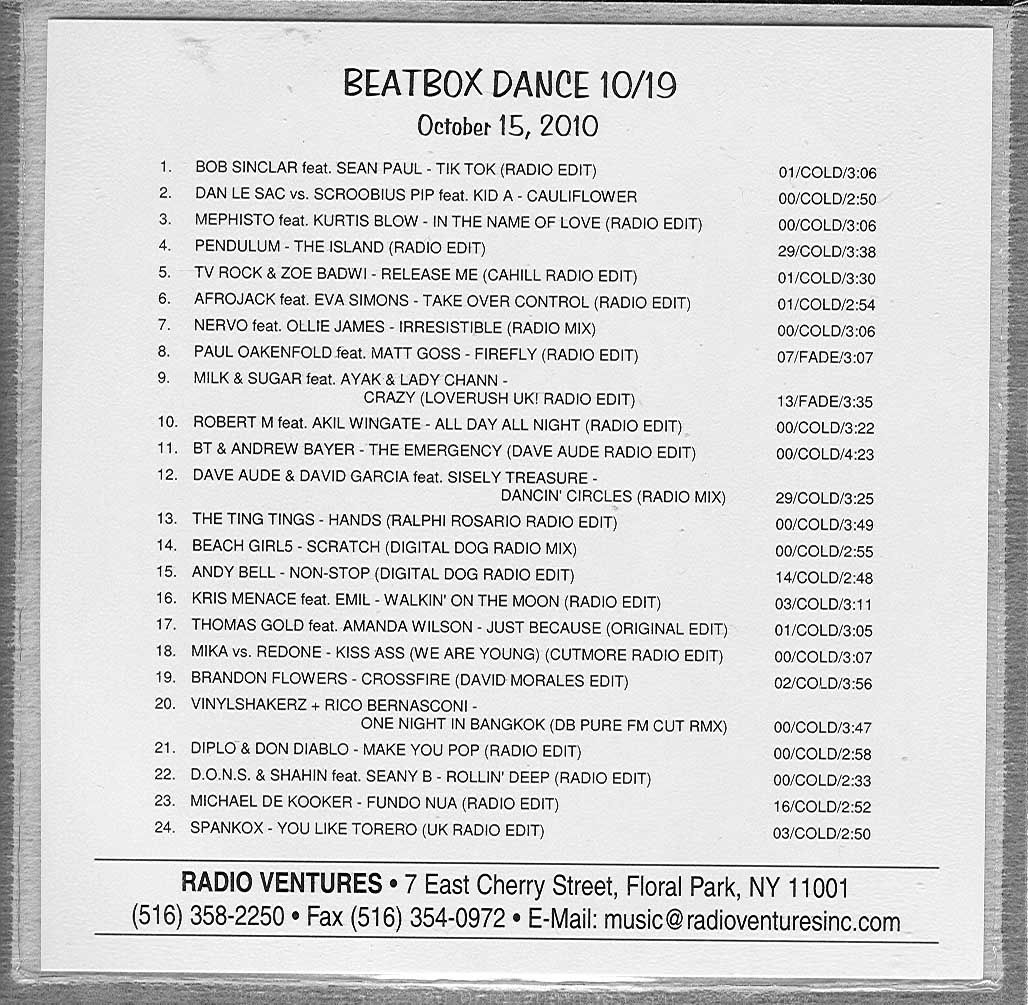 BEATBOX DANCE 10/19
October 15, 2010
1. BOB SINCLAR feat. SEAN PAUL - TIK TOK (RADIO EDIT) 01/COLD/3:06
2. DAN LE SAC vs. SCROOBIUS PIP feat. KID A - CAULIFLOWER 00/COLD/2:50
3. MEPHISTO feat. KURTIS BLOW - IN THE NAME OF LOVE (RADIO EDIT) 00/COLD/3:06
4. PENDULUM - THE ISLAND (RADIO EDIT) 29/COLD/3:38
5. TV ROCK & ZOE BADWI - RELEASE ME (CAHILL RADIO EDIT) 01/COLD/3:30
6. AFROJACK feat. EVA SIMONS - TAKE OVER CONTROL (RADIO EDIT) 01/COLD/2:54
7. NERVO feat. OLLIE JAMES - IRRESISTIBLE (RADIO MIX) 00/COLD/3:06
8. PAUL OAKENFOLD feat. MATT GOSS - FIREFLY (RADIO EDIT) 07/FADE/3:07
9. MILK & SUGAR feat. AYAK & LADY CHANN -
CRAZY (LOVERUSH UK! RADIO EDIT) 13/FADE/3:35
10. ROBERT M feat. AKIL WINGATE - ALL DAY ALL NIGHT (RADIO EDIT) 00/COLD/3:22
11. BT & ANDREW BAYER - THE EMERGENCY (DAVE AUDE RADIO EDIT) 00/COLD/4:23
12. DAVE AUDE & DAVID GARCIA feat. SISELY TREASURE -
DANCIN' CIRCLES (RADIO MIX) 29/COLD/3:25
13. THE TING TINGS - HANDS (RALPHI ROSARIO RADIO EDIT) 00/COLD/3:49
14. BEACH GIRL5 - SCRATCH (DIGITAL DOG RADIO MIX) 00/COLD/2:55
15. ANDY BELL - NON-STOP (DIGITAL DOG RADIO EDIT) 14/COLD/2:48
16. KRIS MENACE feat. EMIL - WALKIN' ON THE MOON (RADIO EDIT) 03/COLD/3:11
17. THOMAS GOLD feat. AMANDA WILSON - JUST BECAUSE (ORIGINAL EDIT) 01/COLD/3:05
18. MIKA vs. REDONE - KISS ASS (WE ARE YOUNG) (CUTMORE RADIO EDIT) 00/COLD/3:07
19. BRANDON FLOWERS - CROSSFIRE (DAVID MORALES EDIT) 02/COLD/3:56
20. VINYLSHAKERZ + RICO BERNASCONI -
ONE NIGHT IN BANGKOK (DB PURE FM CUT RMX) 00/COLD/3:47
21. DIPLO & DON DIABLO - MAKE YOU POP (RADIO EDIT) 00/COLD/2:58
22. D.O.N.S. & SHAHIN feat. SEANY B - ROLLIN' DEEP (RADIO EDIT) 00/COLD/2:33
23. MICHAEL DE KOOKER - FUNDO NUA (RADIO EDIT) 16/COLD/2:52
24. SPANKOX - YOU LIKE TORERO (UK RADIO EDIT) 03/COLD/2:50
RADIO VENTURES • 7 East Cherry Street, Floral Park, NY 11001
(516) 358-2250 • Fax (516) 354-0972 • E-Mail: music@radioventuresinc.com